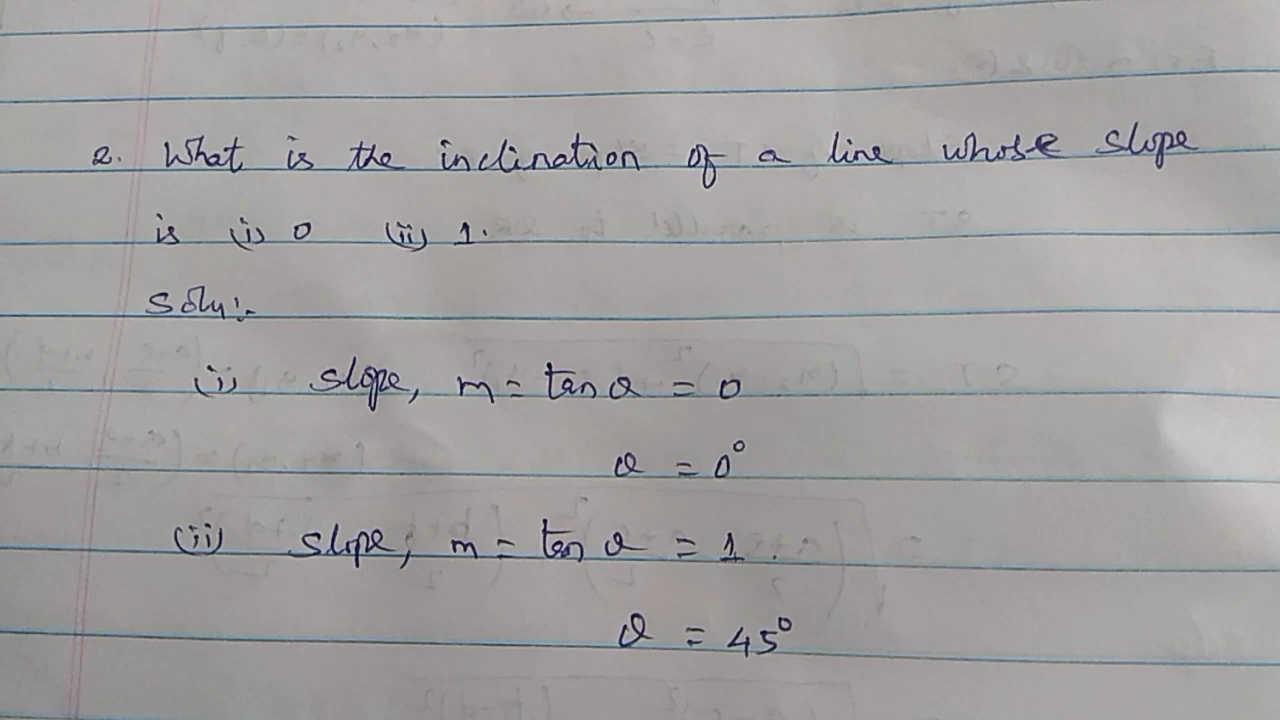 2. What is the inclination of a line whose slope
is (i) 0 (ii) 1.
Solu:-
(i) slope, m = tan θ = 0
θ = 0°
(ii) slope, m = tan θ = 1.
θ = 45°